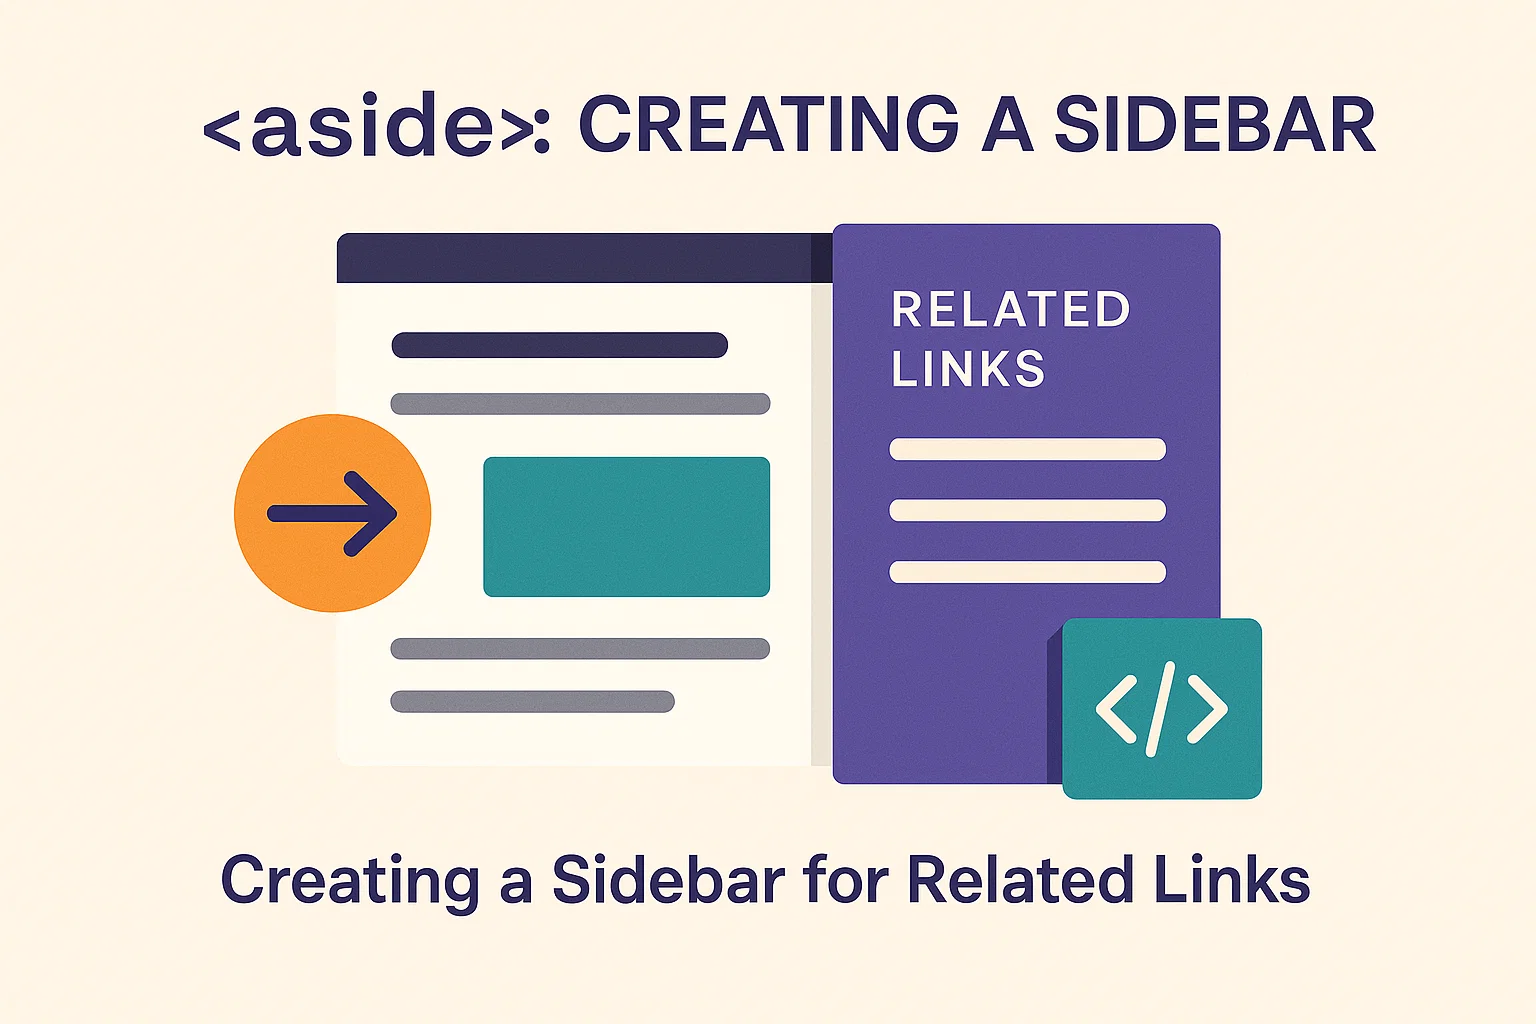 <aside>: CREATING A SIDEBAR
RELATED
LINKS
</>
Creating a Sidebar for Related Links